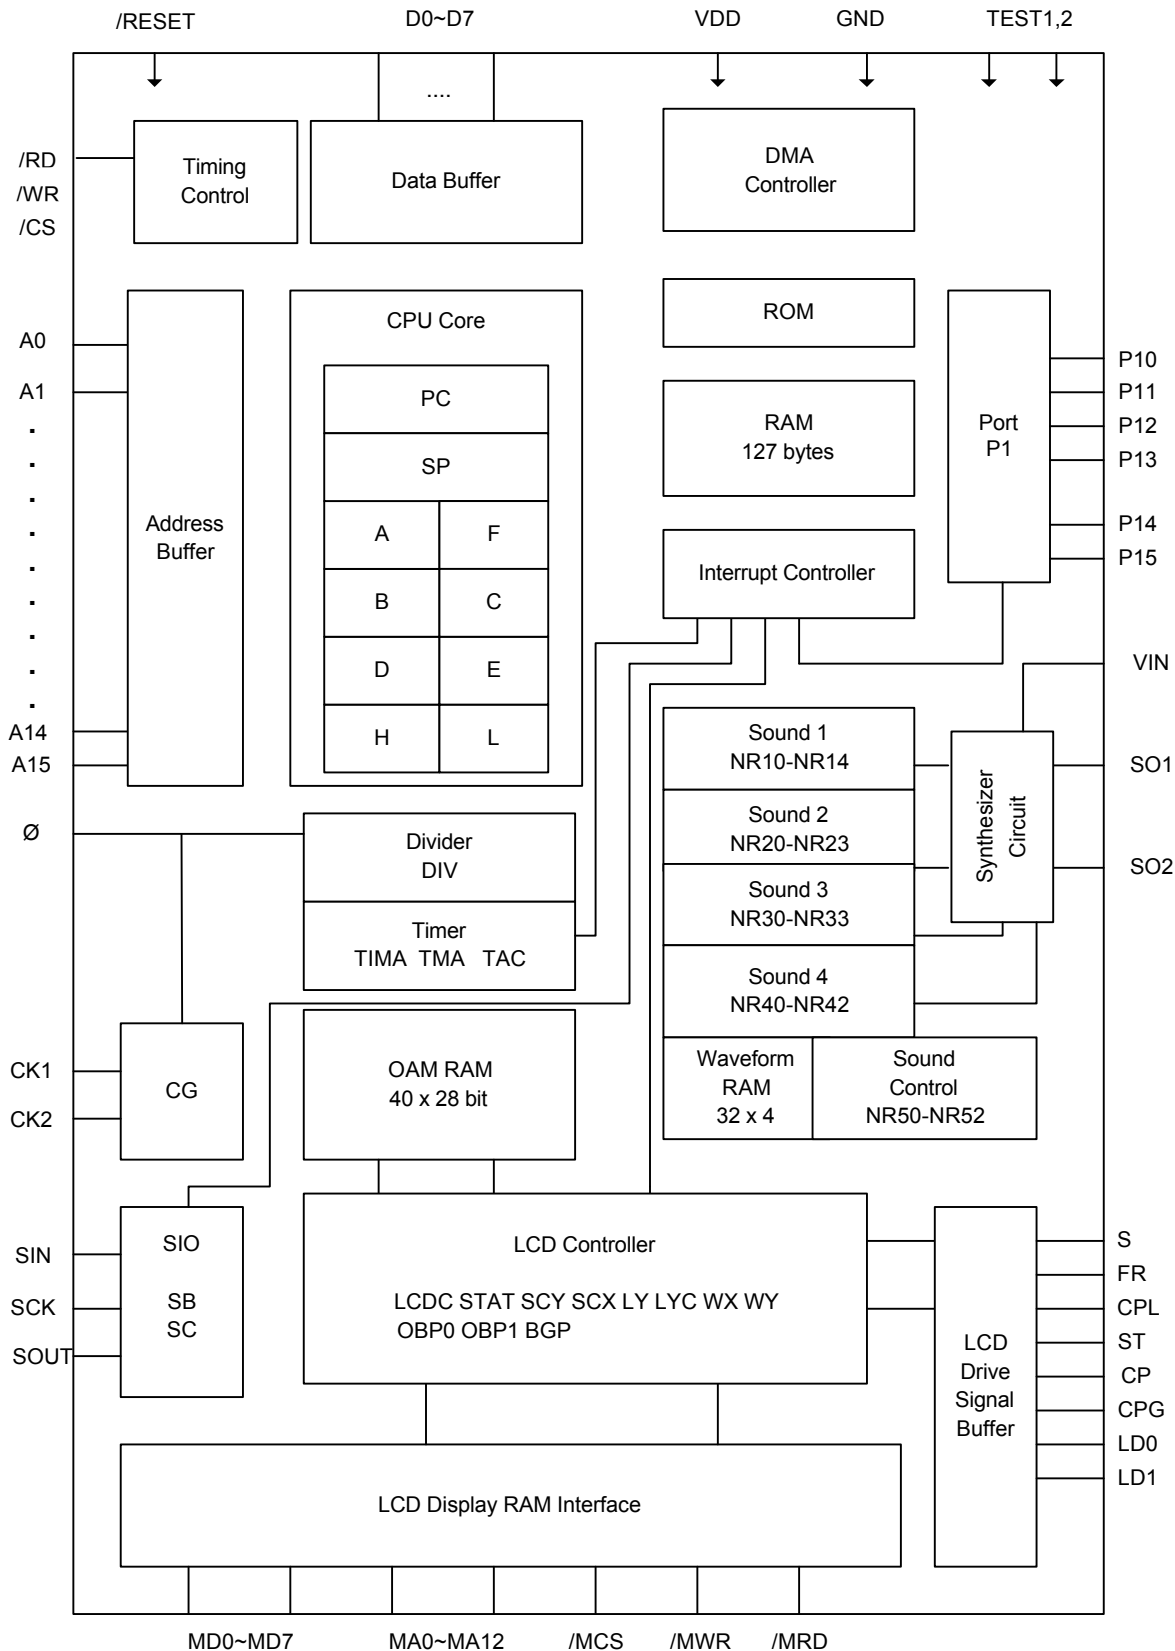 /RESET
D0~D7
VDD
GND
TEST1,2
....
/RD
/WR
/CS
Timing
Control
Data Buffer
DMA
Controller
A0
A1
A14
A15
Address
Buffer
CPU Core
PC
SP
A
F
B
C
D
E
H
L
ROM
RAM
127 bytes
Interrupt Controller
Port
P1
P10
P11
P12
P13
P14
P15
VIN
SO1
SO2
Sound 1
NR10-NR14
Sound 2
NR20-NR23
Sound 3
NR30-NR33
Sound 4
NR40-NR42
Synthesizer
Circuit
Waveform
RAM
32 x 4
Sound
Control
NR50-NR52
Ø
Divider
DIV
Timer
TIMA TMA TAC
CK1
CK2
CG
OAM RAM
40 x 28 bit
SIN
SCK
SOUT
SIO
SB
SC
LCD Controller
LCDC STAT SCY SCX LY LYC WX WY
OBP0 OBP1 BGP
LCD
Drive
Signal
Buffer
S
FR
CPL
ST
CP
CPG
LD0
LD1
LCD Display RAM Interface
MD0~MD7
MA0~MA12
/MCS
/MWR
/MRD